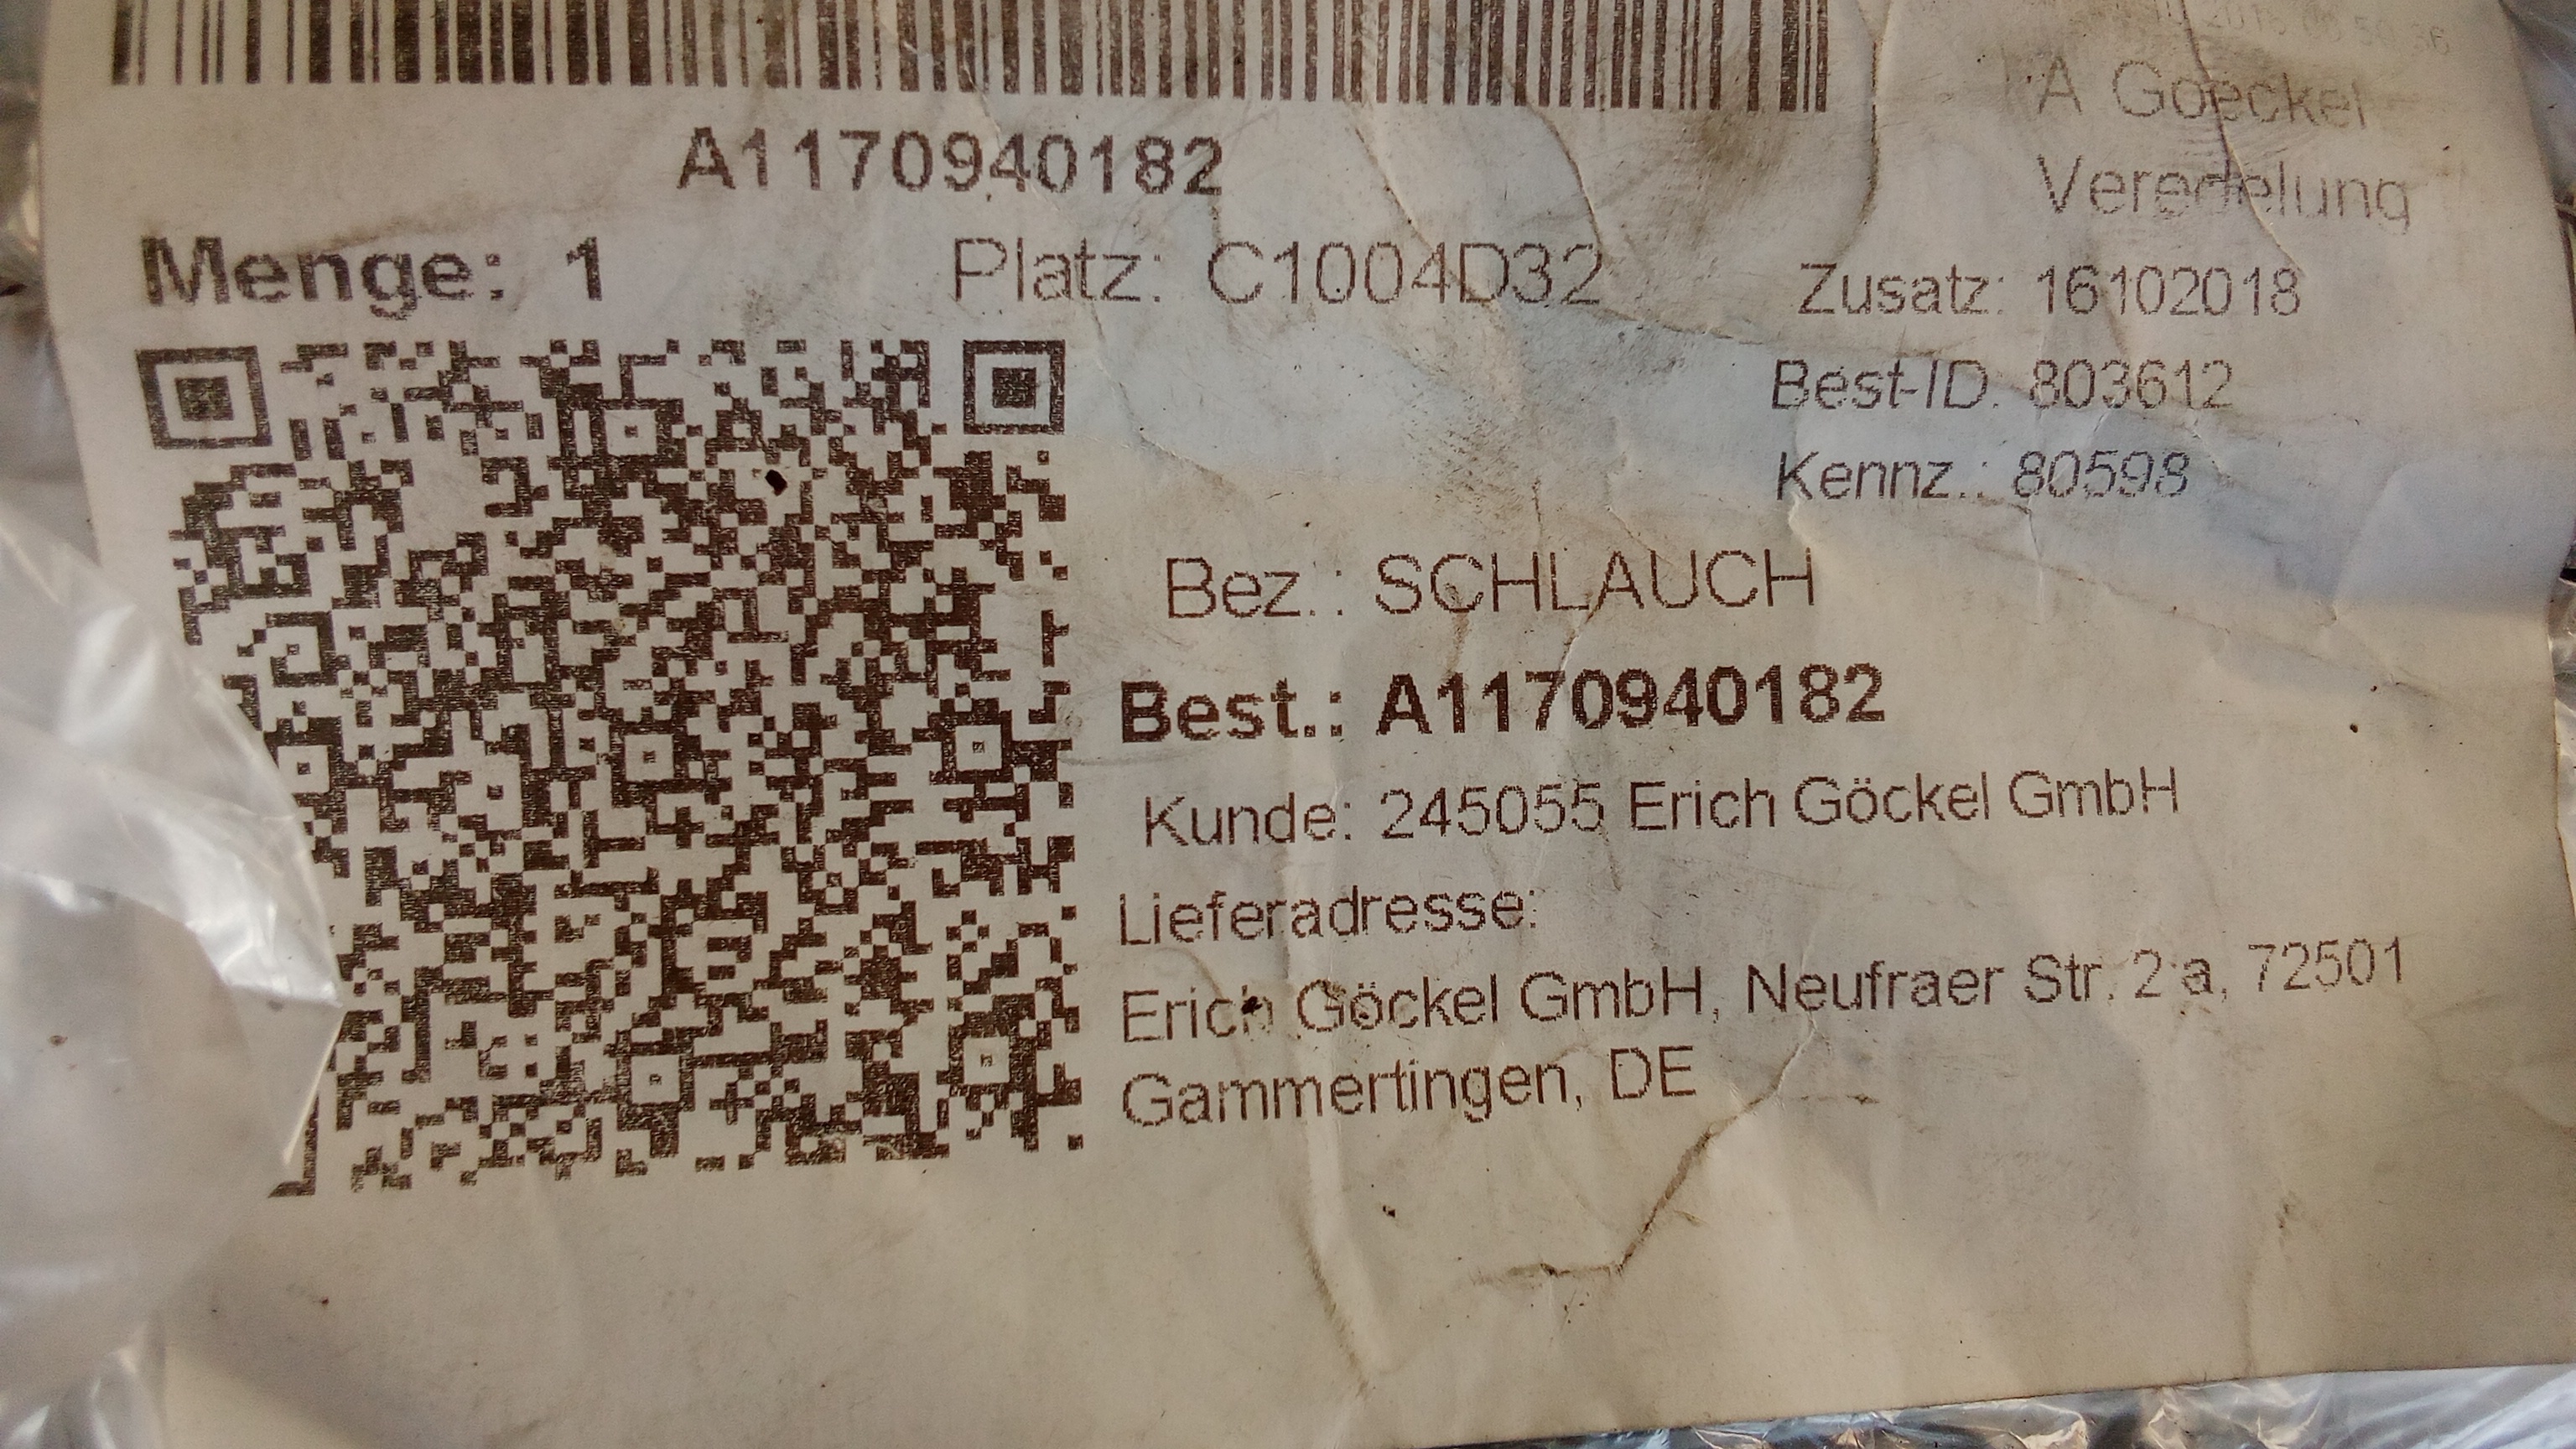 A Goeckel
A1170940182
Veredelung
Menge: 1 Platz: C1004D32 Zusatz: 16102018
Best-ID: 803612
Kennz.: 80598
Bez.: SCHLAUCH
Best.: A1170940182
Kunde: 245055 Erich Göckel GmbH
Lieferadresse:
Erich Göckel GmbH, Neufraer Str. 2 a, 72501
Gammertingen, DE